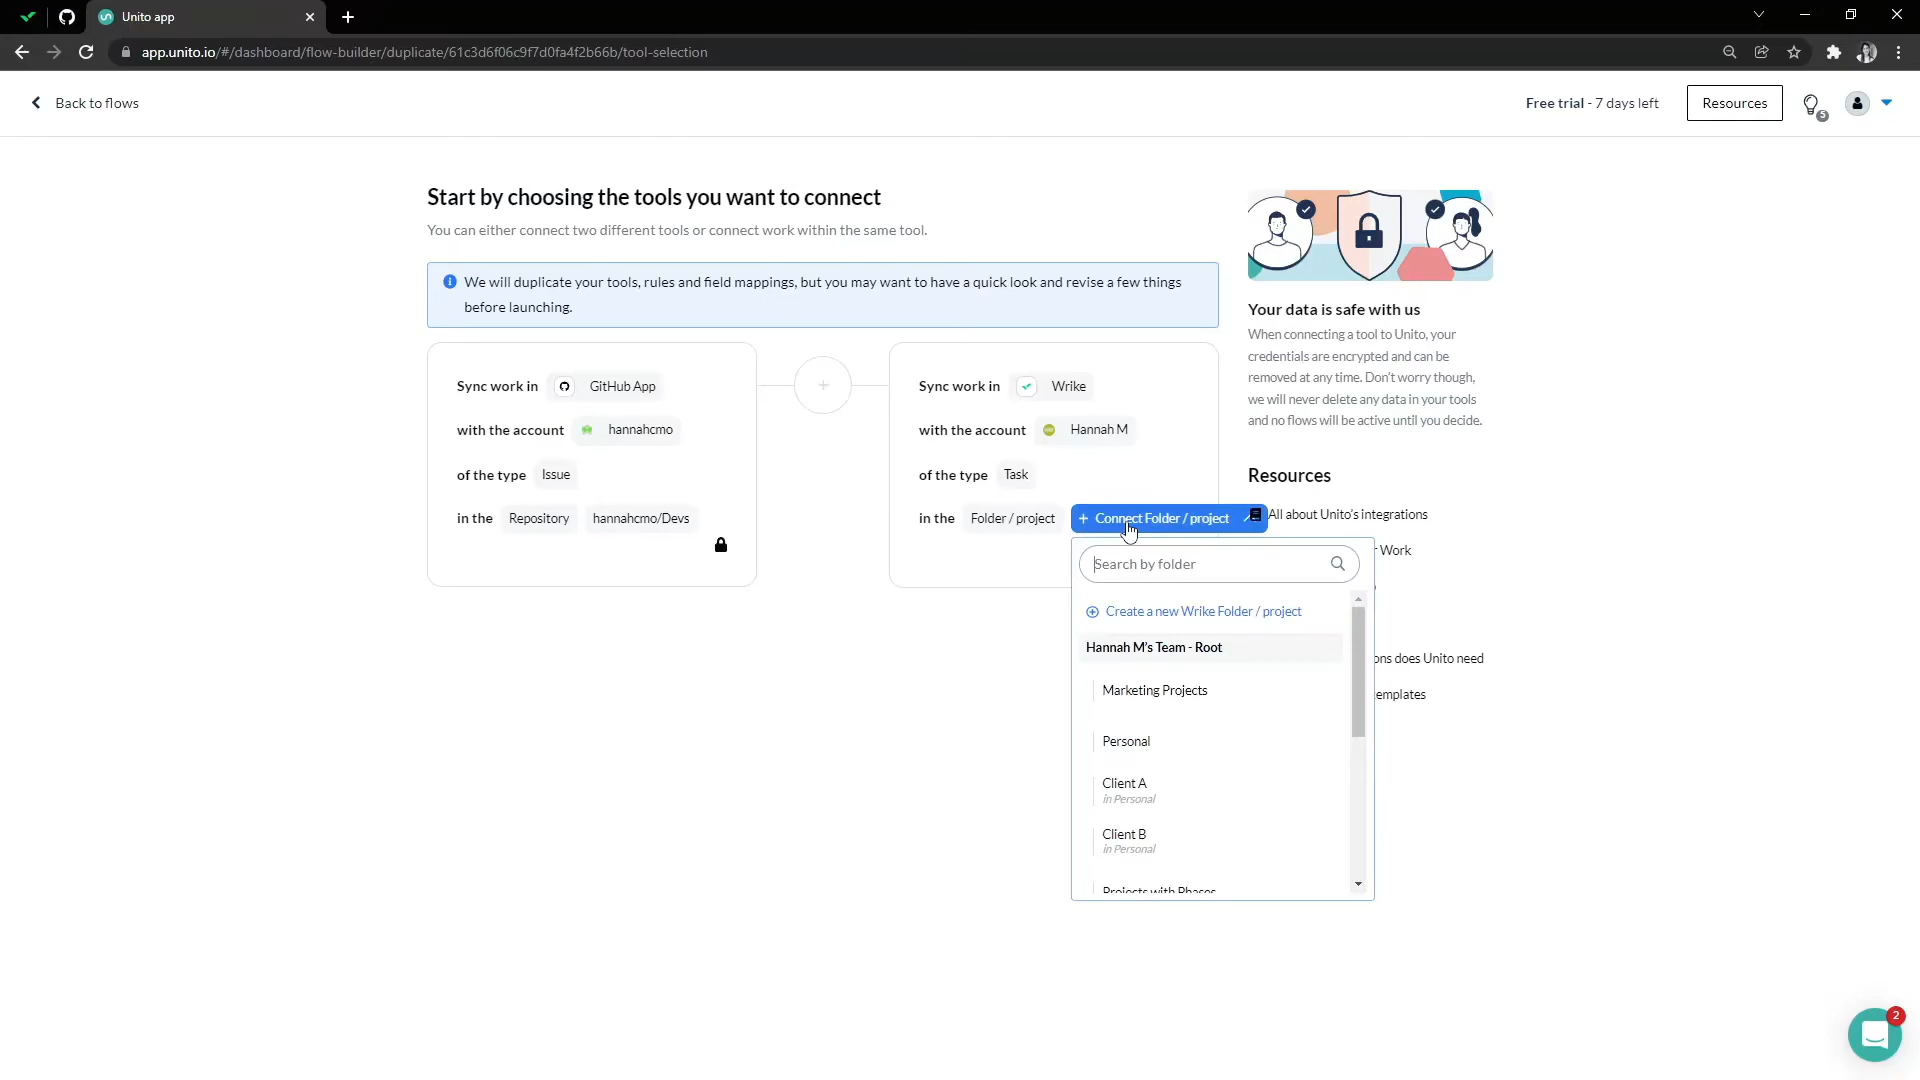 Unito app
app.unito.io/#/dashboard/flow-builder/duplicate/61c3d6f06c9f7d0fa4f2b66b/tool-selection
Back to flows
Free trial - 7 days left
Resources
5
Start by choosing the tools you want to connect
You can either connect two different tools or connect work within the same tool.
We will duplicate your tools, rules and field mappings, but you may want to have a quick look and revise a few things
before launching.
Sync work in GitHub App
with the account hannahcmo
of the type Issue
in the Repository hannahcmo/Devs
+
Sync work in Wrike
with the account Hannah M
of the type Task
in the Folder / project + Connect Folder / project
Search by folder
Create a new Wrike Folder / project
Hannah M's Team - Root
Marketing Projects
Personal
Client A
in Personal
Client B
in Personal
Projects with Phases
Your data is safe with us
When connecting a tool to Unito, your
credentials are encrypted and can be
removed at any time. Don't worry though,
we will never delete any data in your tools
and no flows will be active until you decide.
Resources
All about Unito's integrations
Work
does Unito need
2